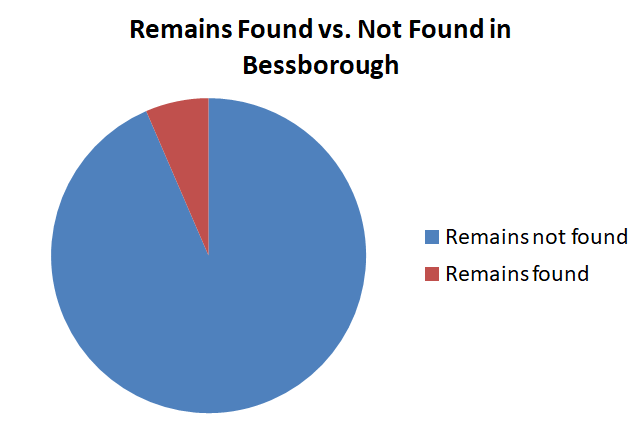 Remains Found vs. Not Found in
Bessborough
Remains not found
Remains found